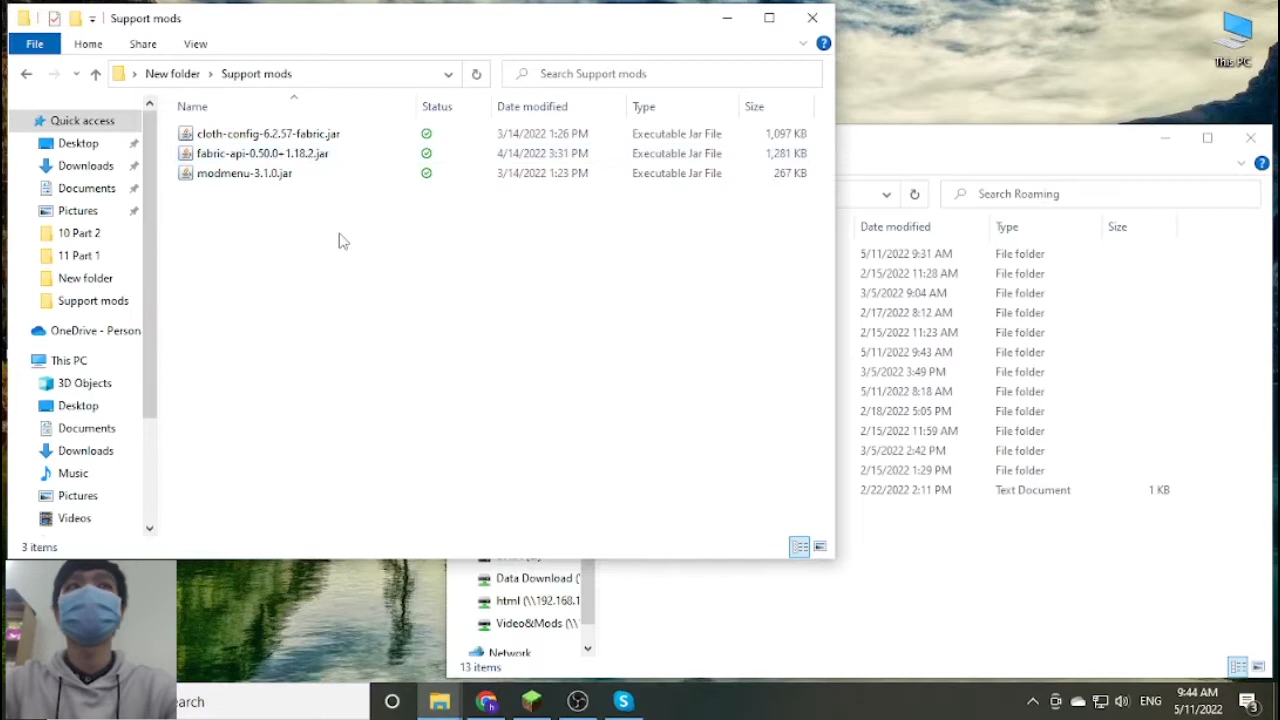 Support mods
File Home Share View
New folder Support mods
Search Support mods
Name Status Date modified Type Size
cloth-config-6.2.57-fabric.jar 3/14/2022 1:26 PM Executable Jar File 1,097 KB
fabric-api-0.50.0+1.18.2.jar 4/14/2022 3:31 PM Executable Jar File 1,281 KB
modmenu-3.1.0.jar 3/14/2022 1:23 PM Executable Jar File 267 KB
Quick access
Desktop
Downloads
Documents
Pictures
10 Part 2
11 Part 1
New folder
Support mods
OneDrive - Person
This PC
3D Objects
Desktop
Documents
Downloads
Music
Pictures
Videos
3 items
This PC
Search Roaming
Date modified Type Size
5/11/2022 9:31 AM File folder
2/15/2022 11:28 AM File folder
3/5/2022 9:04 AM File folder
2/17/2022 8:12 AM File folder
2/15/2022 11:23 AM File folder
5/11/2022 9:43 AM File folder
3/5/2022 3:49 PM File folder
5/11/2022 8:18 AM File folder
2/18/2022 5:05 PM File folder
2/15/2022 11:59 AM File folder
3/5/2022 2:42 PM File folder
2/15/2022 1:29 PM File folder
2/22/2022 2:11 PM Text Document 1 KB
Data Download ('
html (\\192.168.1
Video&Mods (\\
Network
13 items
earch
ENG
9:44 AM
5/11/2022
3